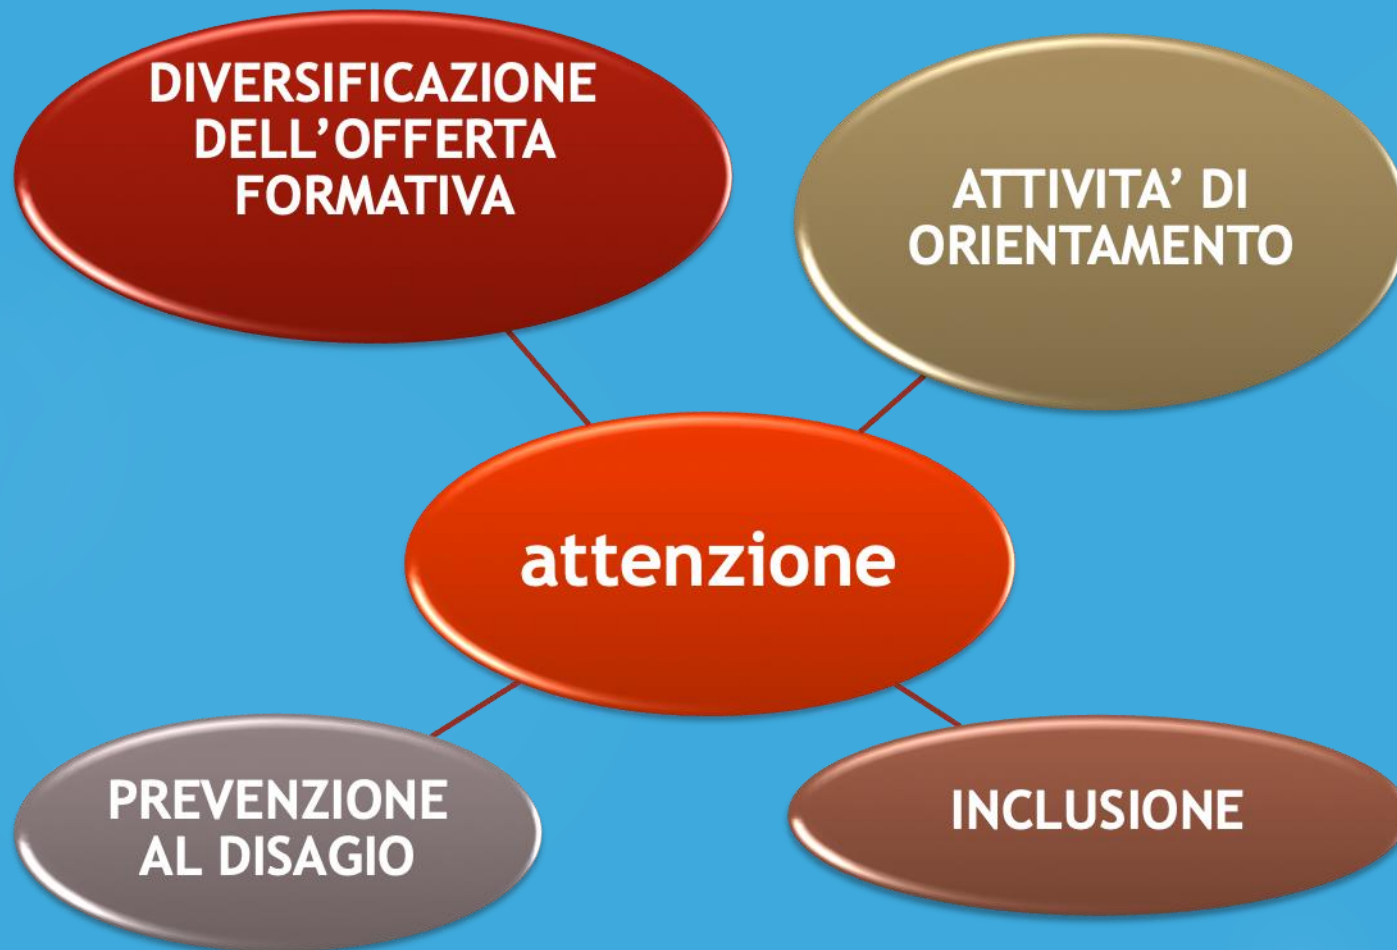 DIVERSIFICAZIONE
DELL’OFFERTA
FORMATIVA
ATTIVITA’ DI
ORIENTAMENTO
attenzione
PREVENZIONE
AL DISAGIO
INCLUSIONE